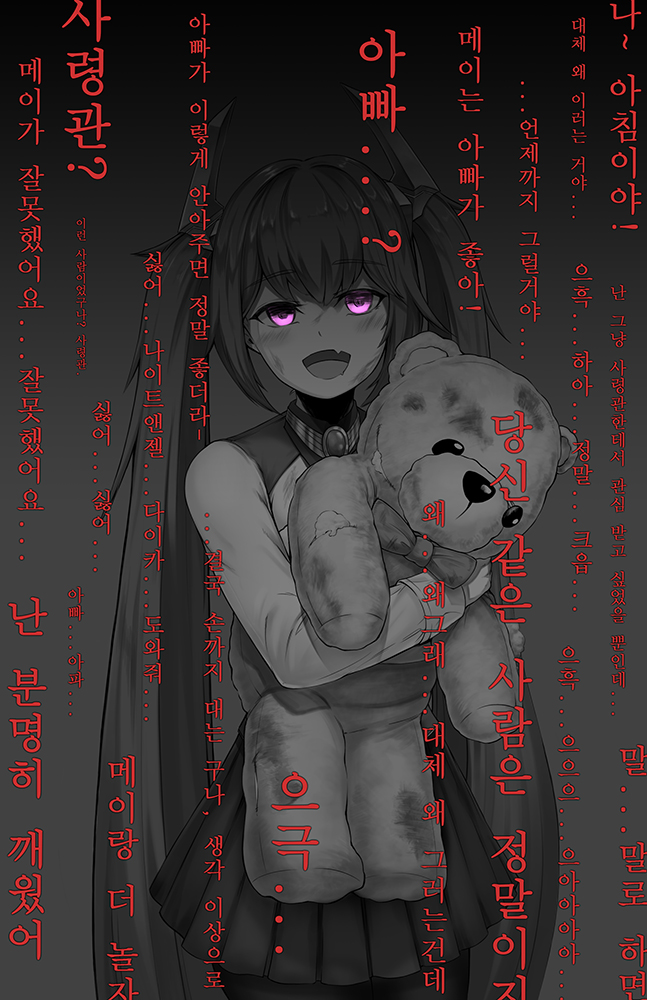 나~ 아침이야!
말...말로 하면
난 그냥 사령관한테서 관심 받고 싶었을 뿐인데...
대체 왜 이러는 거야...
으흑....하아....정말....크읍...
으흑....으으으....으아아아아...
...언제까지 그럴거야....
당신 같은 사람은 정말이지
메이는 아빠가 좋아!
왜...왜그래....대체 왜 그러는건데
아빠....?
으극....
아빠가 이렇게 안아주면 정말 좋더라-
...결국 손까지 대는 구나, 생각 이상으로
싫어....나이트앤젤....다이카...도와줘...
메이랑 더 놀자
사령관?
이런 사람이었구나? 사령관.
싫어...싫어...
아빠...아파...
메이가 잘못했어요...잘못했어요...
난 분명히 깨웠어